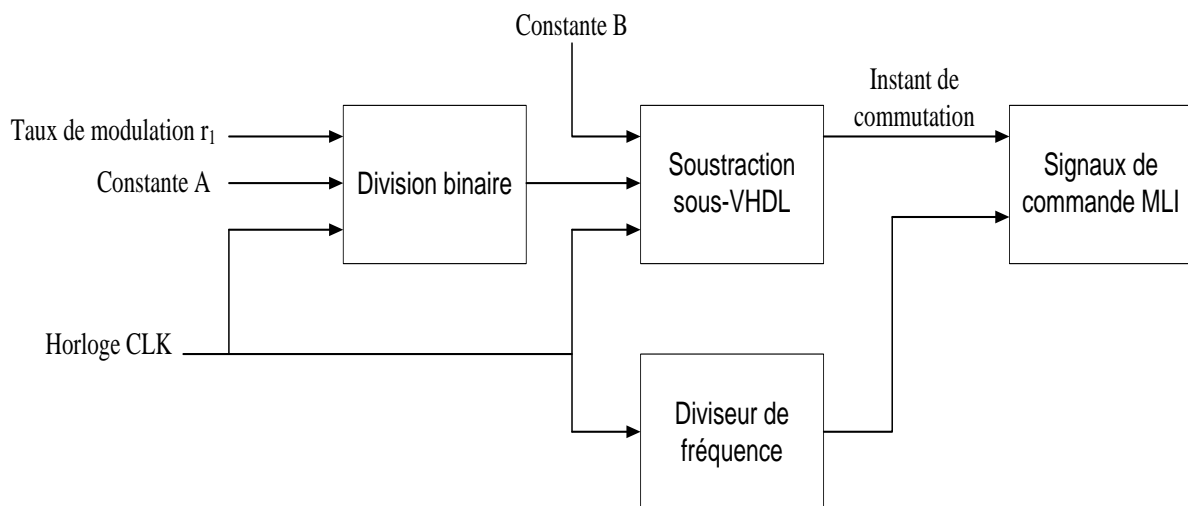 Constante B
Instant de
commutation
Taux de modulation r₁
Constante A
Division binaire
Soustraction
sous-VHDL
Signaux de
commande MLI
Horloge CLK
Diviseur de
fréquence